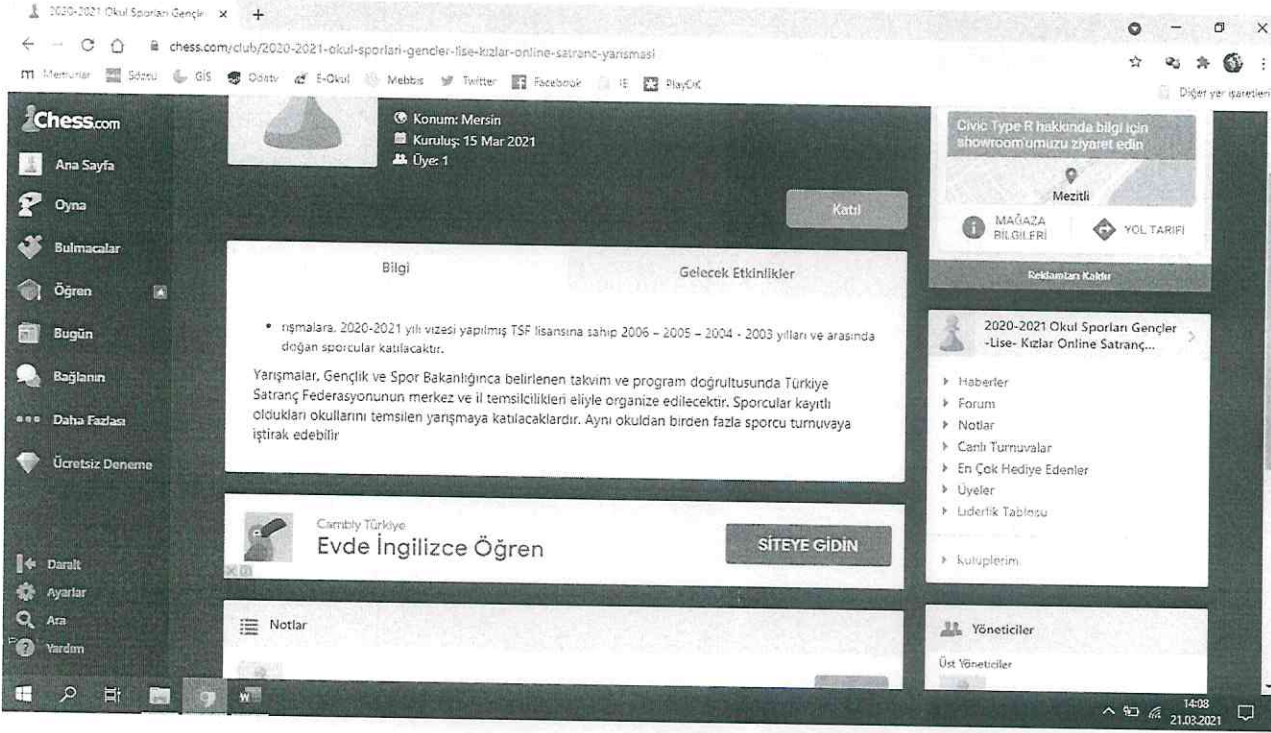 2020-2021 Okul Sporları Gençle
chess.com/club/2020-2021-okul-sporlari-gencler-lise-kizlar-online-satranc-yarismasi
Memurlar
Sözcü
GİS
Odatv
E-Okul
Mebbis
Twitter
Facebook
Diğer yer işaretleri
Chess.com
Ana Sayfa
Oyna
Bulmacalar
Öğren
Bugün
Bağlanın
Daha Fazlası
Ücretsiz Deneme
Daralt
Ayarlar
Ara
Yardım
Konum: Mersin
Kuruluş: 15 Mar 2021
Üye: 1
Katıl
Bilgi
Gelecek Etkinlikler
• rışmalara, 2020-2021 yılı vizesi yapılmış TSF lisansına sahip 2006 – 2005 – 2004 - 2003 yılları ve arasında
doğan sporcular katılacaktır.
Yarışmalar, Gençlik ve Spor Bakanlığınca belirlenen takvim ve program doğrultusunda Türkiye
Satranç Federasyonunun merkez ve il temsilcilikleri eliyle organize edilecektir. Sporcular kayıtlı
oldukları okullarını temsilen yarışmaya katılacaklardır. Aynı okuldan birden fazla sporcu turnuvaya
iştirak edebilir
Cambly Türkiye
Evde İngilizce Öğren
SİTEYE GİDİN
Notlar
Civic Type R hakkında bilgi için
showroom'umuzu ziyaret edin
Mezitli
MAĞAZA
BİLGİLERİ
YOL TARİFİ
Reklamları Kaldır
2020-2021 Okul Sporları Gençler
-Lise- Kızlar Online Satranç...
Haberler
Forum
Notlar
Canlı Turnuvalar
En Çok Hediye Edenler
Üyeler
Liderlik Tablosu
Kulüplerim
Yöneticiler
Üst Yöneticiler
14:08
21.03.2021